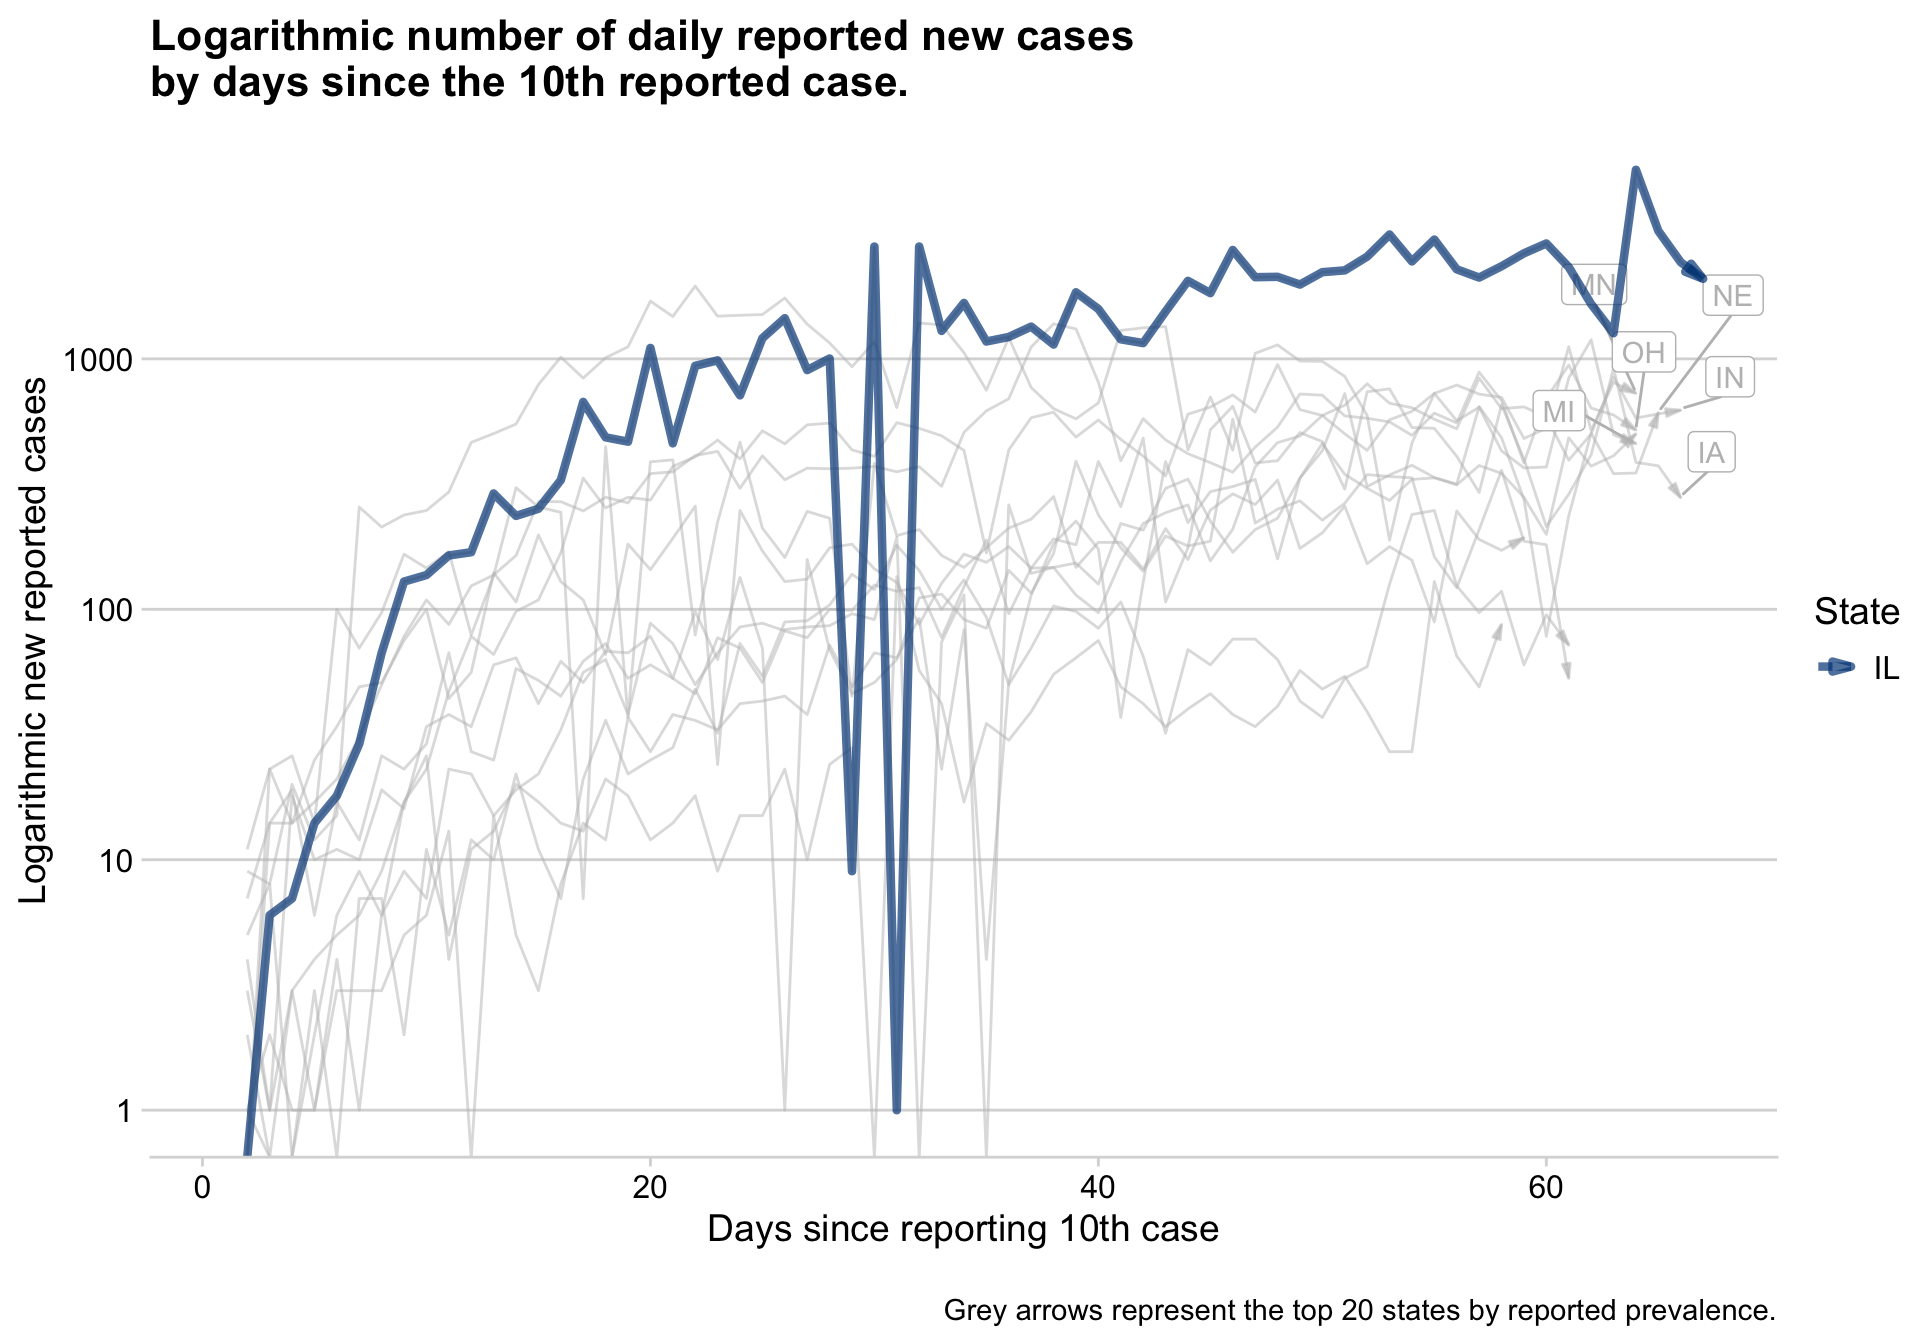 Logarithmic number of daily reported new cases
by days since the 10th reported case.
Logarithmic new reported cases
1000
100
10
1
MN
NE
OH
IN
MI
IA
State
IL
0
20
40
60
Days since reporting 10th case
Grey arrows represent the top 20 states by reported prevalence.